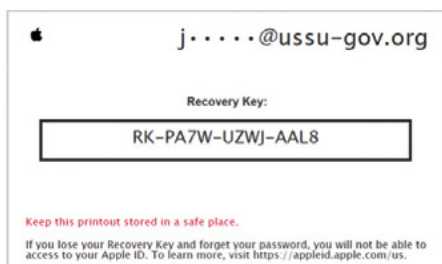 j·····@ussu-gov.org
Recovery Key:
RK-PA7W-UZWJ-AAL8
Keep this printout stored in a safe place.
If you lose your Recovery Key and forget your password, you will not be able to
access to your Apple ID. To learn more, visit https://appleid.apple.com/us.